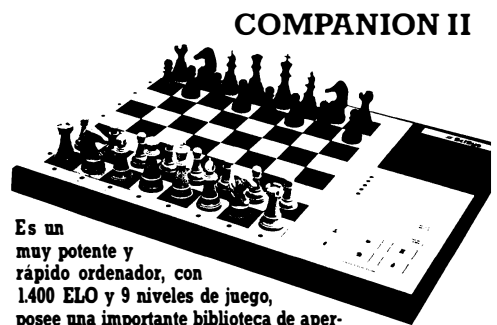 COMPANION II
Es un
muy potente y
rápido ordenador, con
1.400 ELO y 9 niveles de juego,
posee una importante biblioteca de aper-